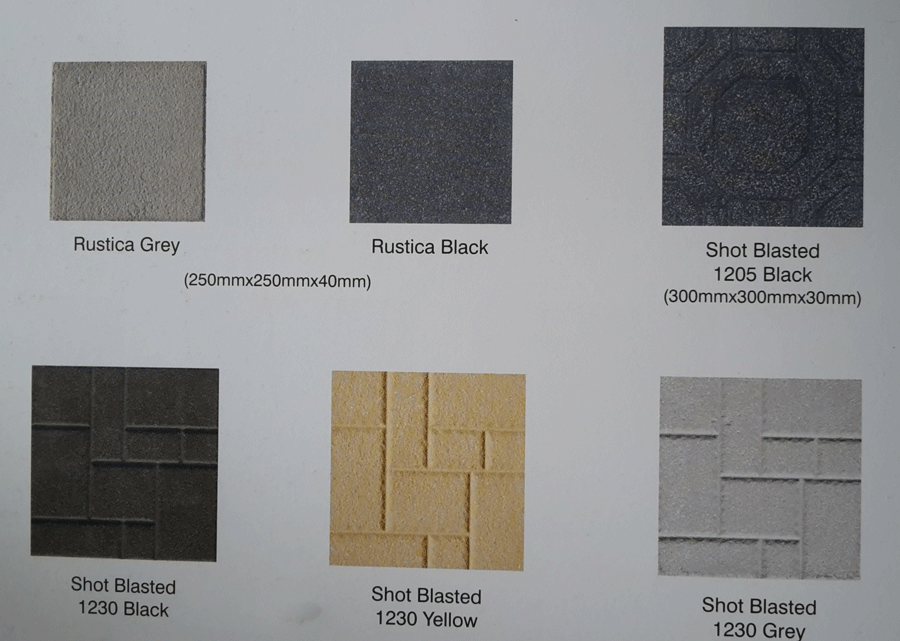 Rustica Grey
Rustica Black
(250mmx250mmx40mm)
Shot Blasted
1205 Black
(300mmx300mmx30mm)
Shot Blasted
1230 Black
Shot Blasted
1230 Yellow
Shot Blasted
1230 Grey